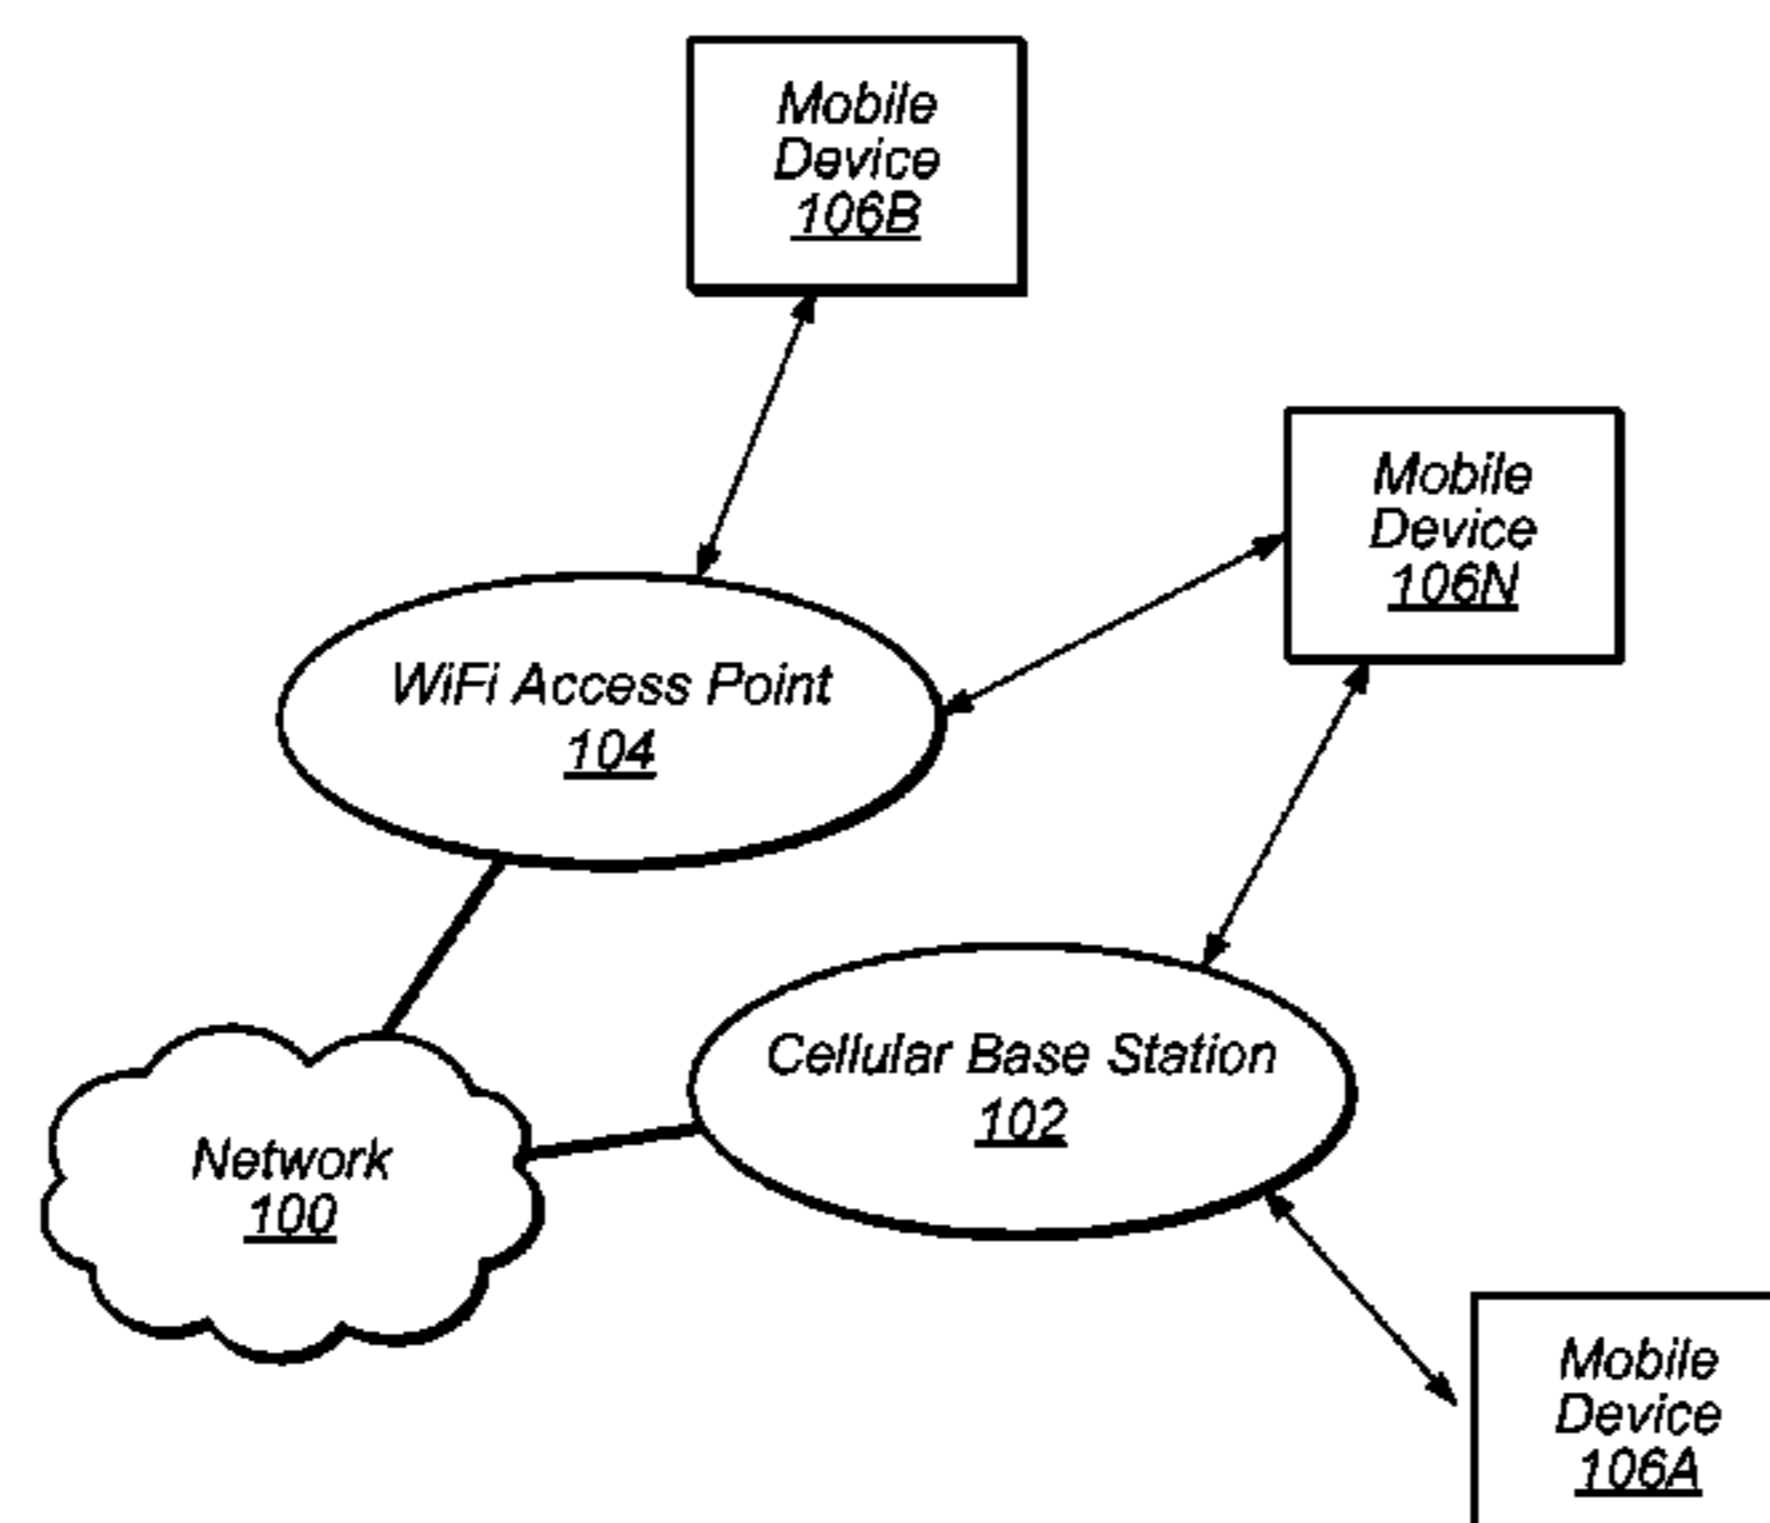 Mobile
Device
106B
Mobile
Device
106N
WiFi Access Point
104
Cellular Base Station
102
Network
100
Mobile
Device
106A